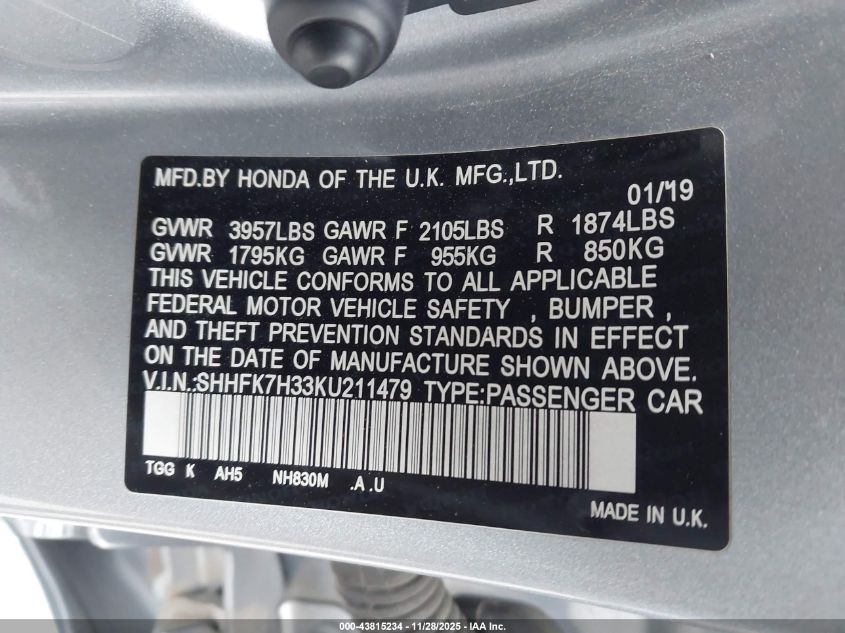 MFD.BY HONDA OF THE U.K. MFG.,LTD.
01/19
GVWR 3957LBS GAWR F 2105LBS R 1874LBS
GVWR 1795KG GAWR F 955KG R 850KG
THIS VEHICLE CONFORMS TO ALL APPLICABLE
FEDERAL MOTOR VEHICLE SAFETY , BUMPER ,
AND THEFT PREVENTION STANDARDS IN EFFECT
ON THE DATE OF MANUFACTURE SHOWN ABOVE.
V.I.N.:SHHFK7H33KU211479 TYPE:PASSENGER CAR
TGG K AH5 NH830M .A .U
MADE IN U.K.
000-43815234 - 11/28/2025 - IAA Inc.